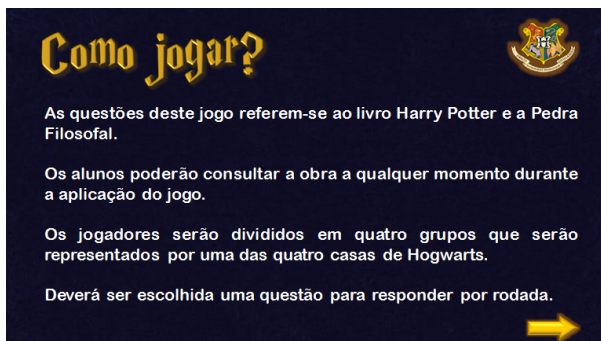 Como jogar?
As questões deste jogo referem-se ao livro Harry Potter e a Pedra
Filosofal.
Os alunos poderão consultar a obra a qualquer momento durante
a aplicação do jogo.
Os jogadores serão divididos em quatro grupos que serão
representados por uma das quatro casas de Hogwarts.
Deverá ser escolhida uma questão para responder por rodada.